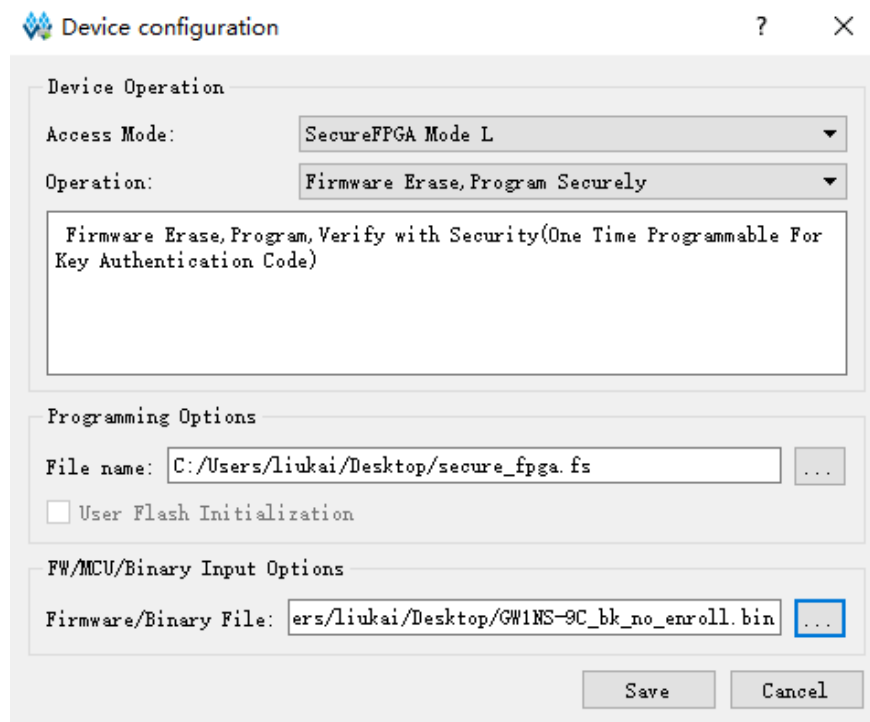 Device configuration
Device Operation
Access Mode: SecureFPGA Mode L
Operation: Firmware Erase,Program Securely
Firmware Erase,Program,Verify with Security(One Time Programmable For
Key Authentication Code)
Programming Options
File name: C:/Users/liukai/Desktop/secure_fpga.fs ...
User Flash Initialization
FW/MCU/Binary Input Options
Firmware/Binary File: ers/liukai/Desktop/GW1NS-9C_bk_no_enroll.bin ...
Save Cancel